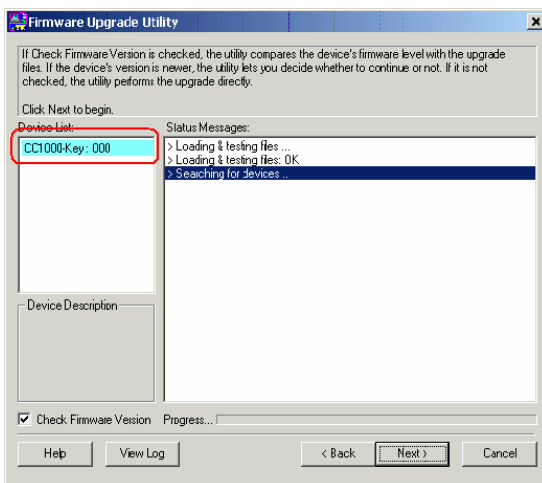 Firmware Upgrade Utility
If Check Firmware Version is checked, the utility compares the device's firmware level with the upgrade
files. If the device's version is newer, the utility lets you decide whether to continue or not. If it is not
checked, the utility performs the upgrade directly.
Click Next to begin.
Device List:
Status Messages:
CC1000-Key: 000
> Loading & testing files ...
> Loading & testing files: OK
> Searching for devices ..
Device Description
Check Firmware Version
Progress...
Help
View Log
< Back
Next >
Cancel